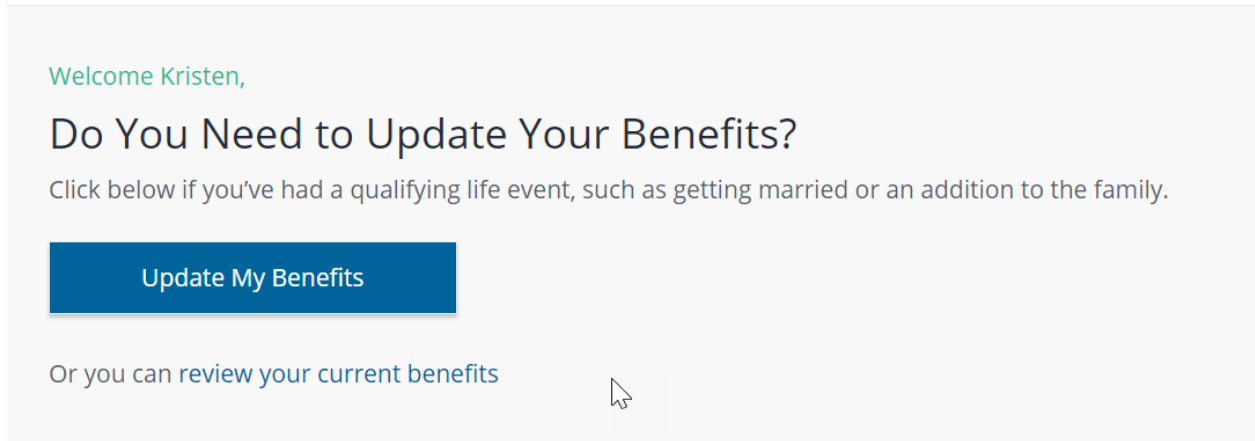 Welcome Kristen,
Do You Need to Update Your Benefits?
Click below if you’ve had a qualifying life event, such as getting married or an addition to the family.
Update My Benefits
Or you can review your current benefits